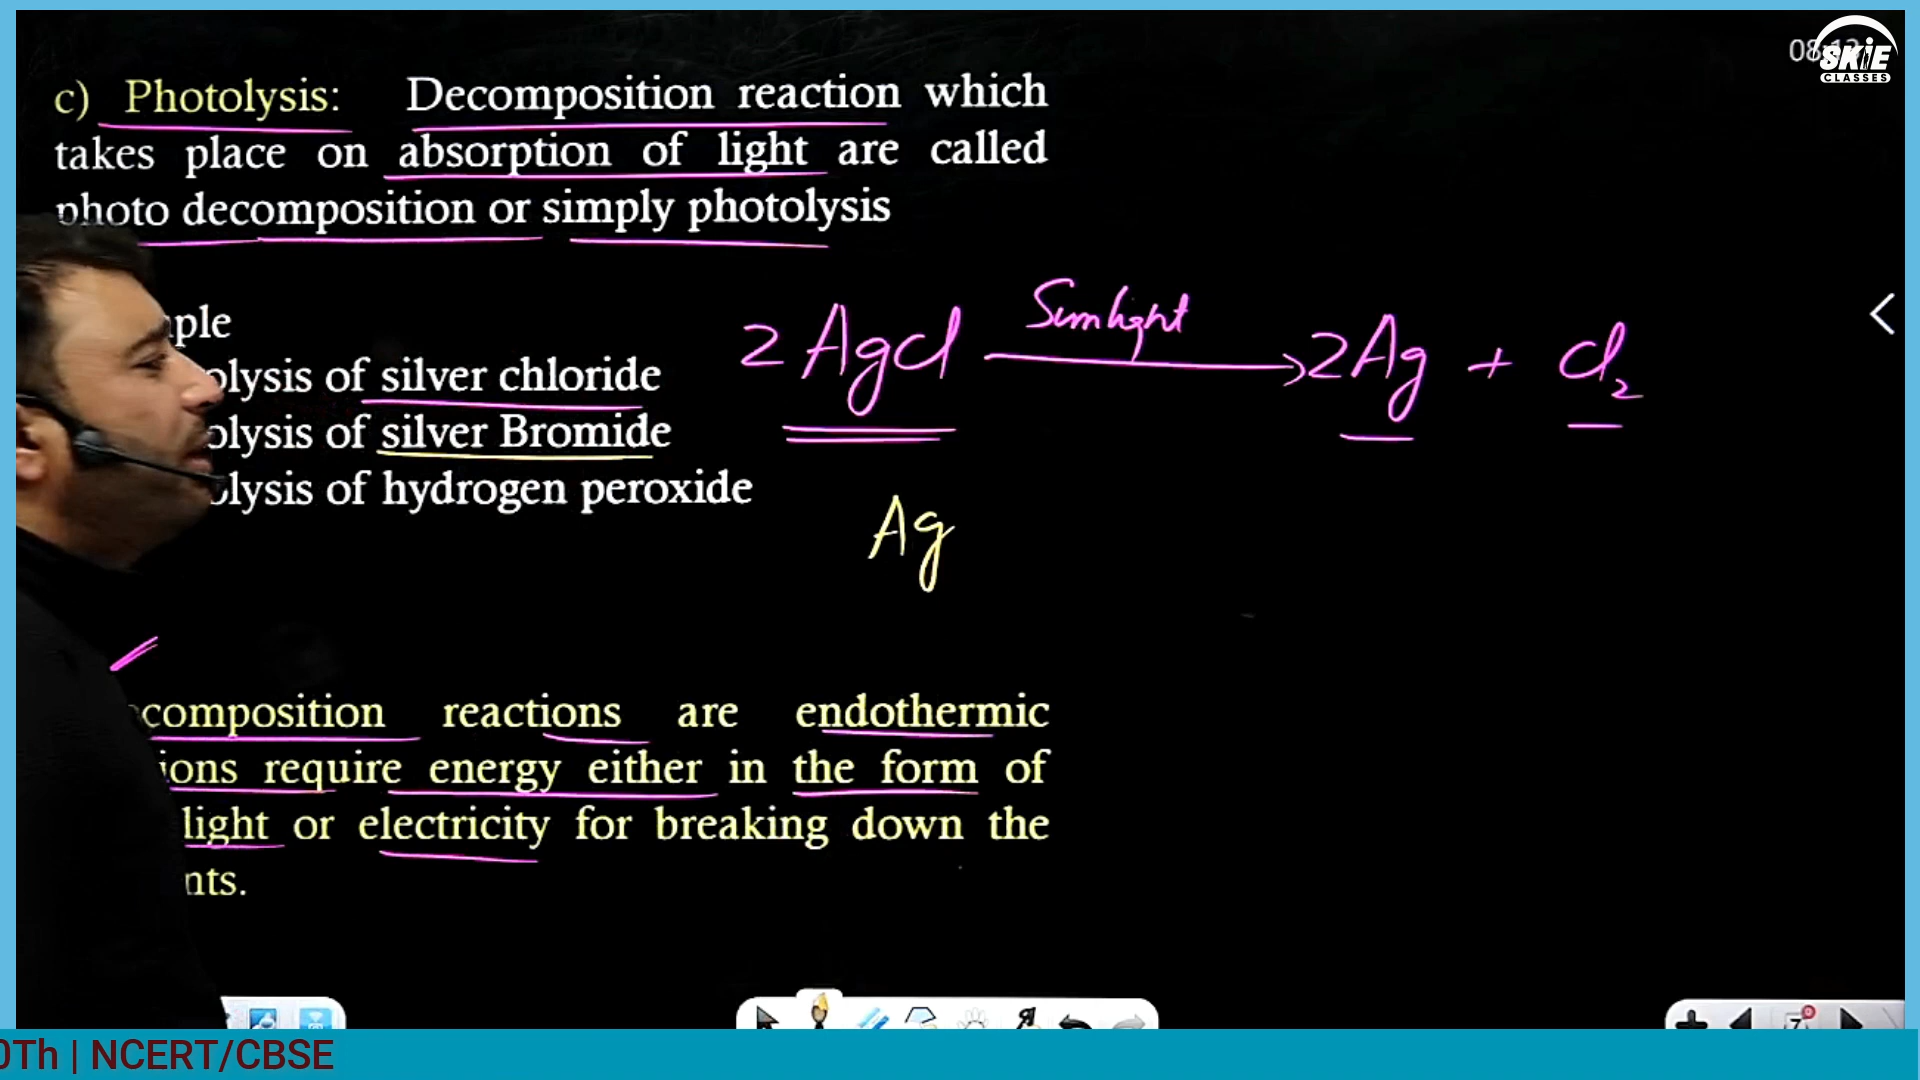 c) Photolysis: Decomposition reaction which
takes place on absorption of light are called
photo decomposition or simply photolysis
SKiE
CLASSES
ple
olysis of silver chloride
olysis of silver Bromide
lysis of hydrogen peroxide
2AgCl Sunlight 2Ag + Cl₂
Ag
composition reactions are endothermic
ions require energy either in the form of
light or electricity for breaking down the
nts.
0Th | NCERT/CBSE